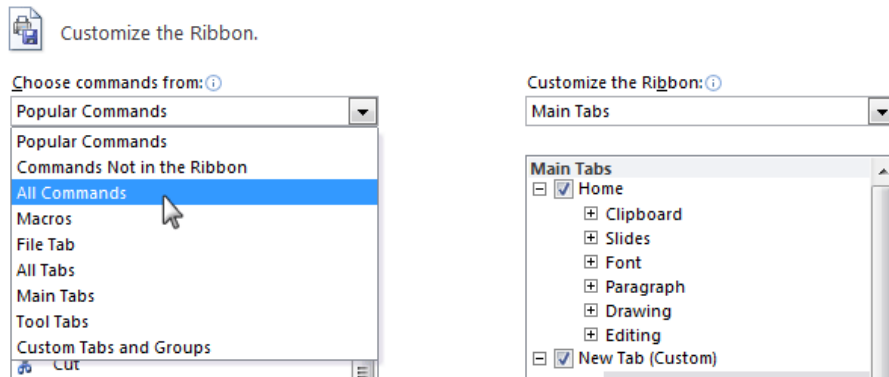 Customize the Ribbon.
Choose commands from:
Popular Commands
Popular Commands
Commands Not in the Ribbon
All Commands
Macros
File Tab
All Tabs
Main Tabs
Tool Tabs
Custom Tabs and Groups
Cut
Customize the Ribbon:
Main Tabs
Main Tabs
Home
Clipboard
Slides
Font
Paragraph
Drawing
Editing
New Tab (Custom)